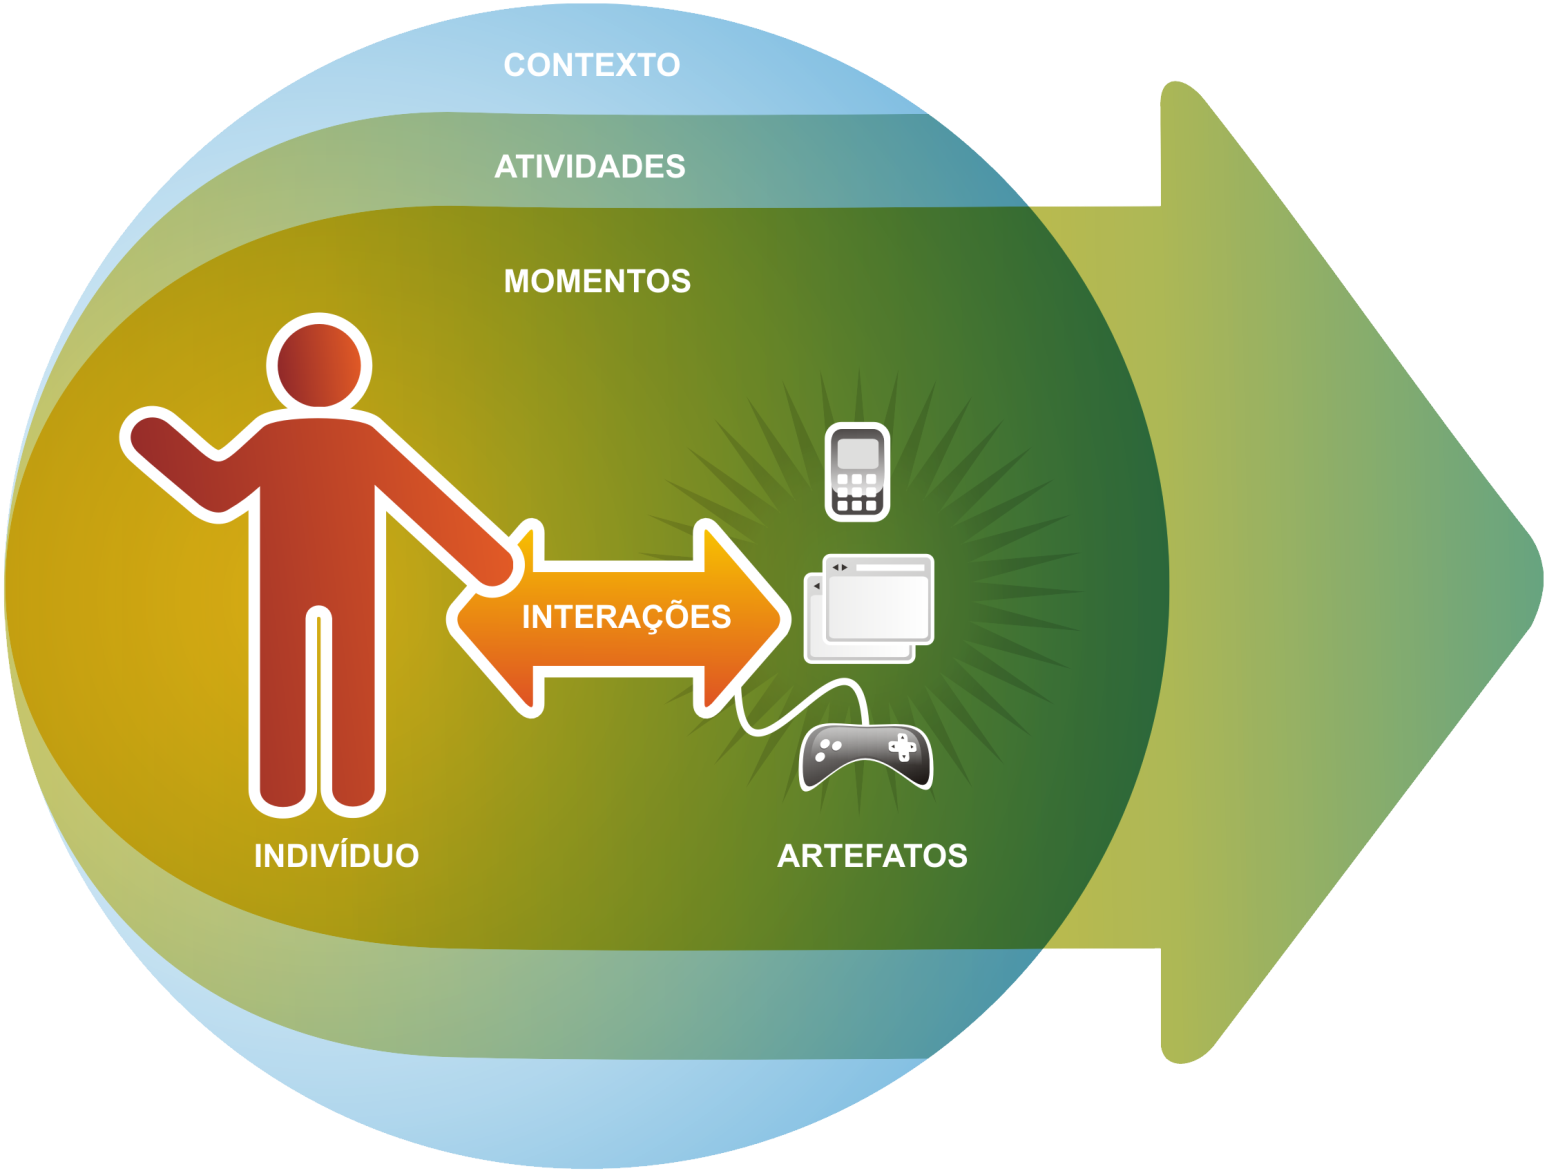 CONTEXTO
ATIVIDADES
MOMENTOS
INTERAÇÕES
INDIVÍDUO
ARTEFATOS